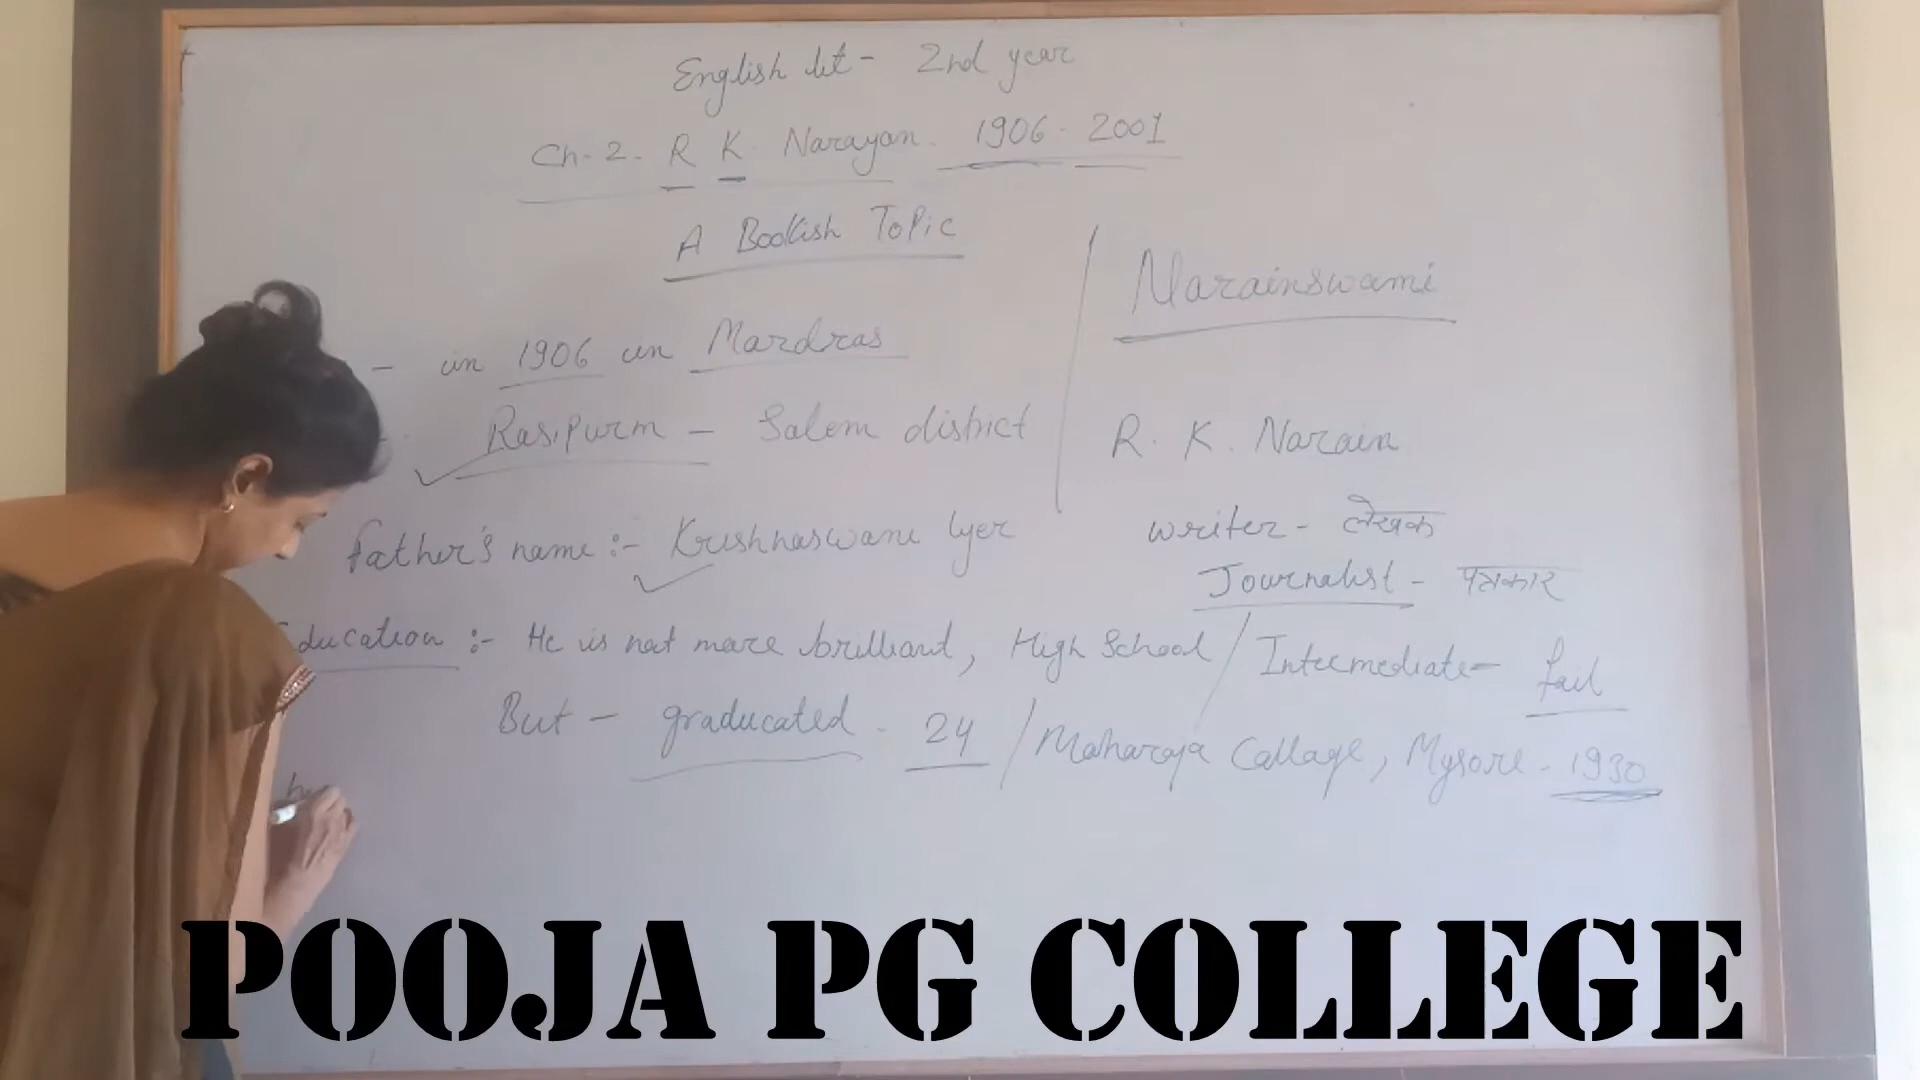 English lit - 2nd year
Ch-2. R K. Narayan. 1906-2001
A Bookish Topic
- in 1906 in Mardras
Rasipurm - Salem district
Narainswami
R. K. Narain
writer - लेखक
Journalist - पत्रकार
Father's name :- Krishnaswami Iyer
Education :- He is not more brilliant, High School / Intermediate - fail
But - graducated - 24 / Maharaja Collage, Mysore - 1930
POOJA PG COLLEGE